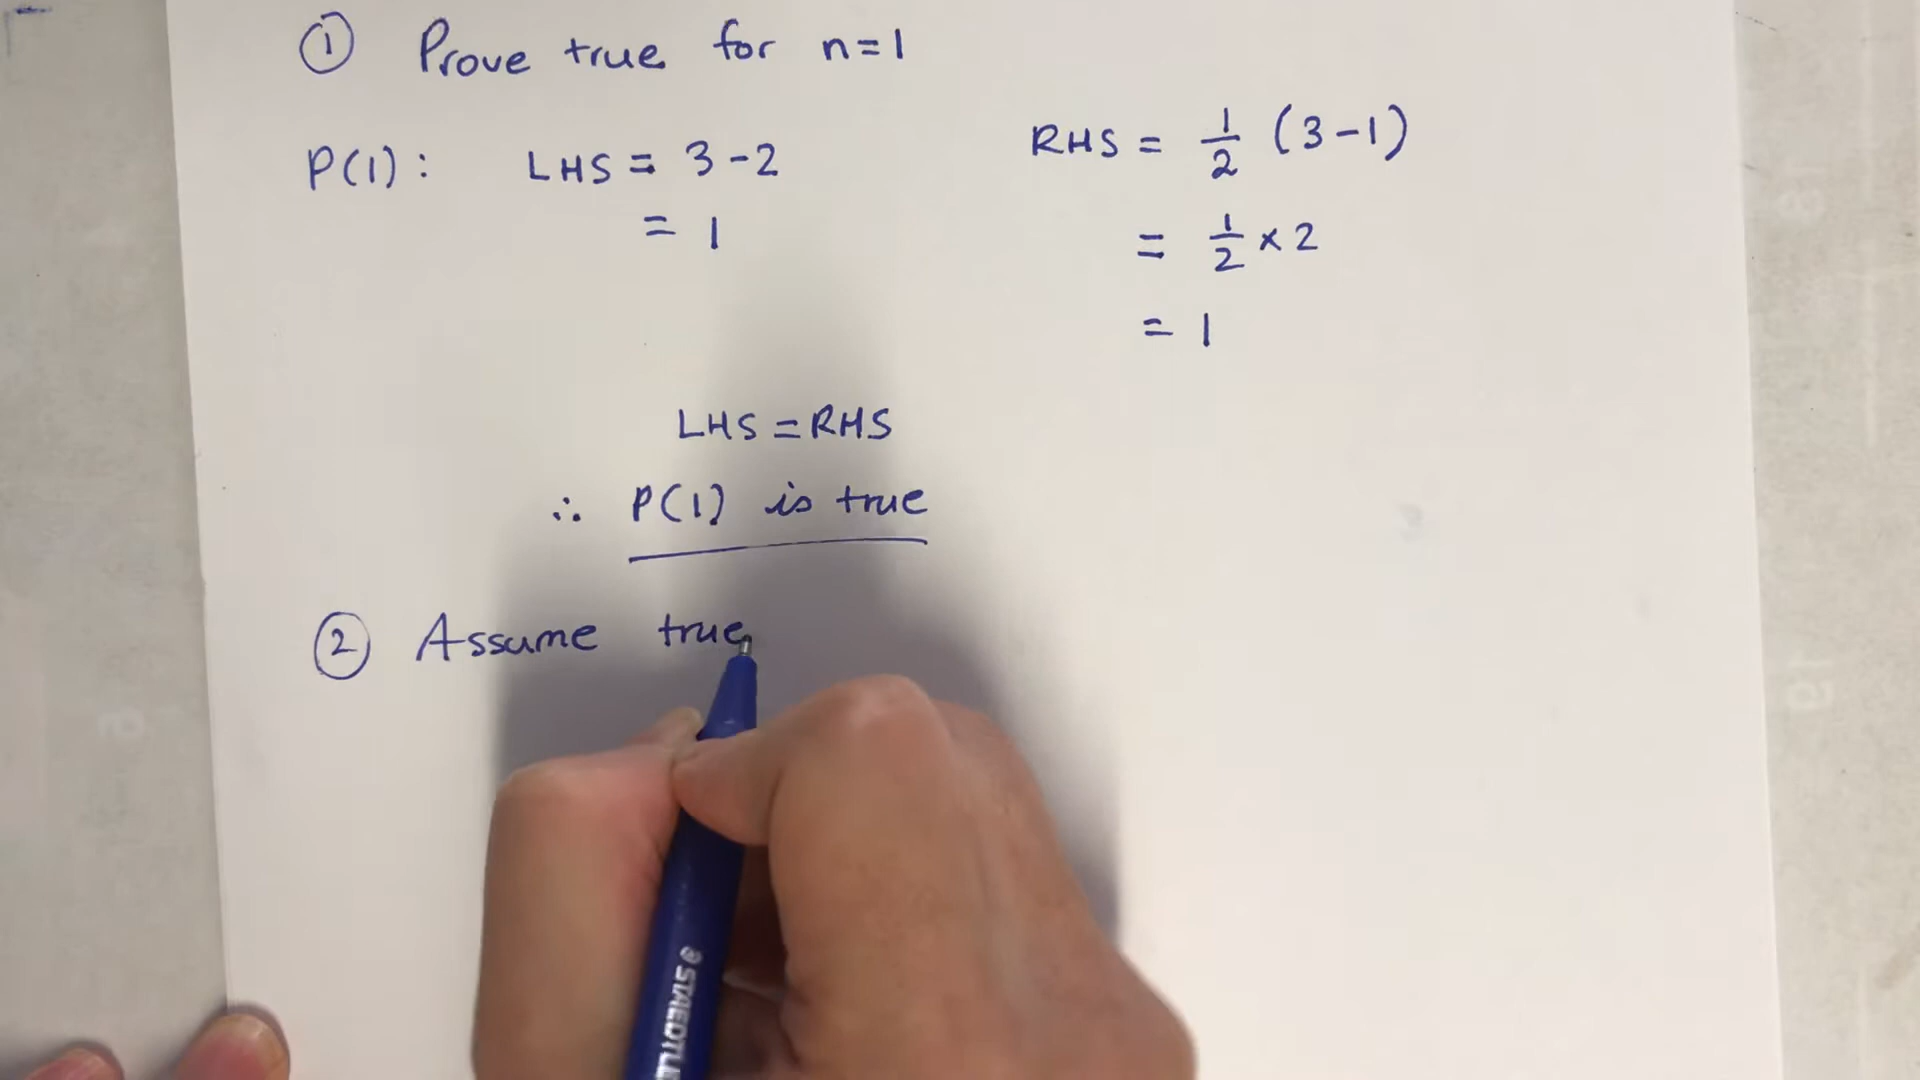 ① Prove true for n=1
P(1): LHS = 3-2
= 1
RHS = 1/2 (3-1)
= 1/2 × 2
= 1
LHS = RHS
∴ P(1) is true
② Assume true
STAEDTL